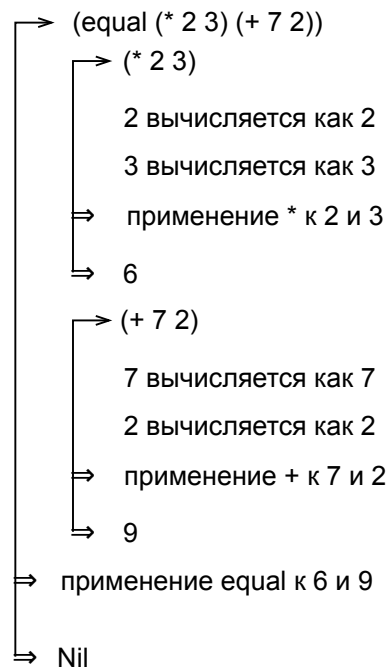 (equal (* 2 3) (+ 7 2))
(* 2 3)
2 вычисляется как 2
3 вычисляется как 3
⇒ применение * к 2 и 3
⇒ 6
(+ 7 2)
7 вычисляется как 7
2 вычисляется как 2
⇒ применение + к 7 и 2
⇒ 9
⇒ применение equal к 6 и 9
⇒ Nil